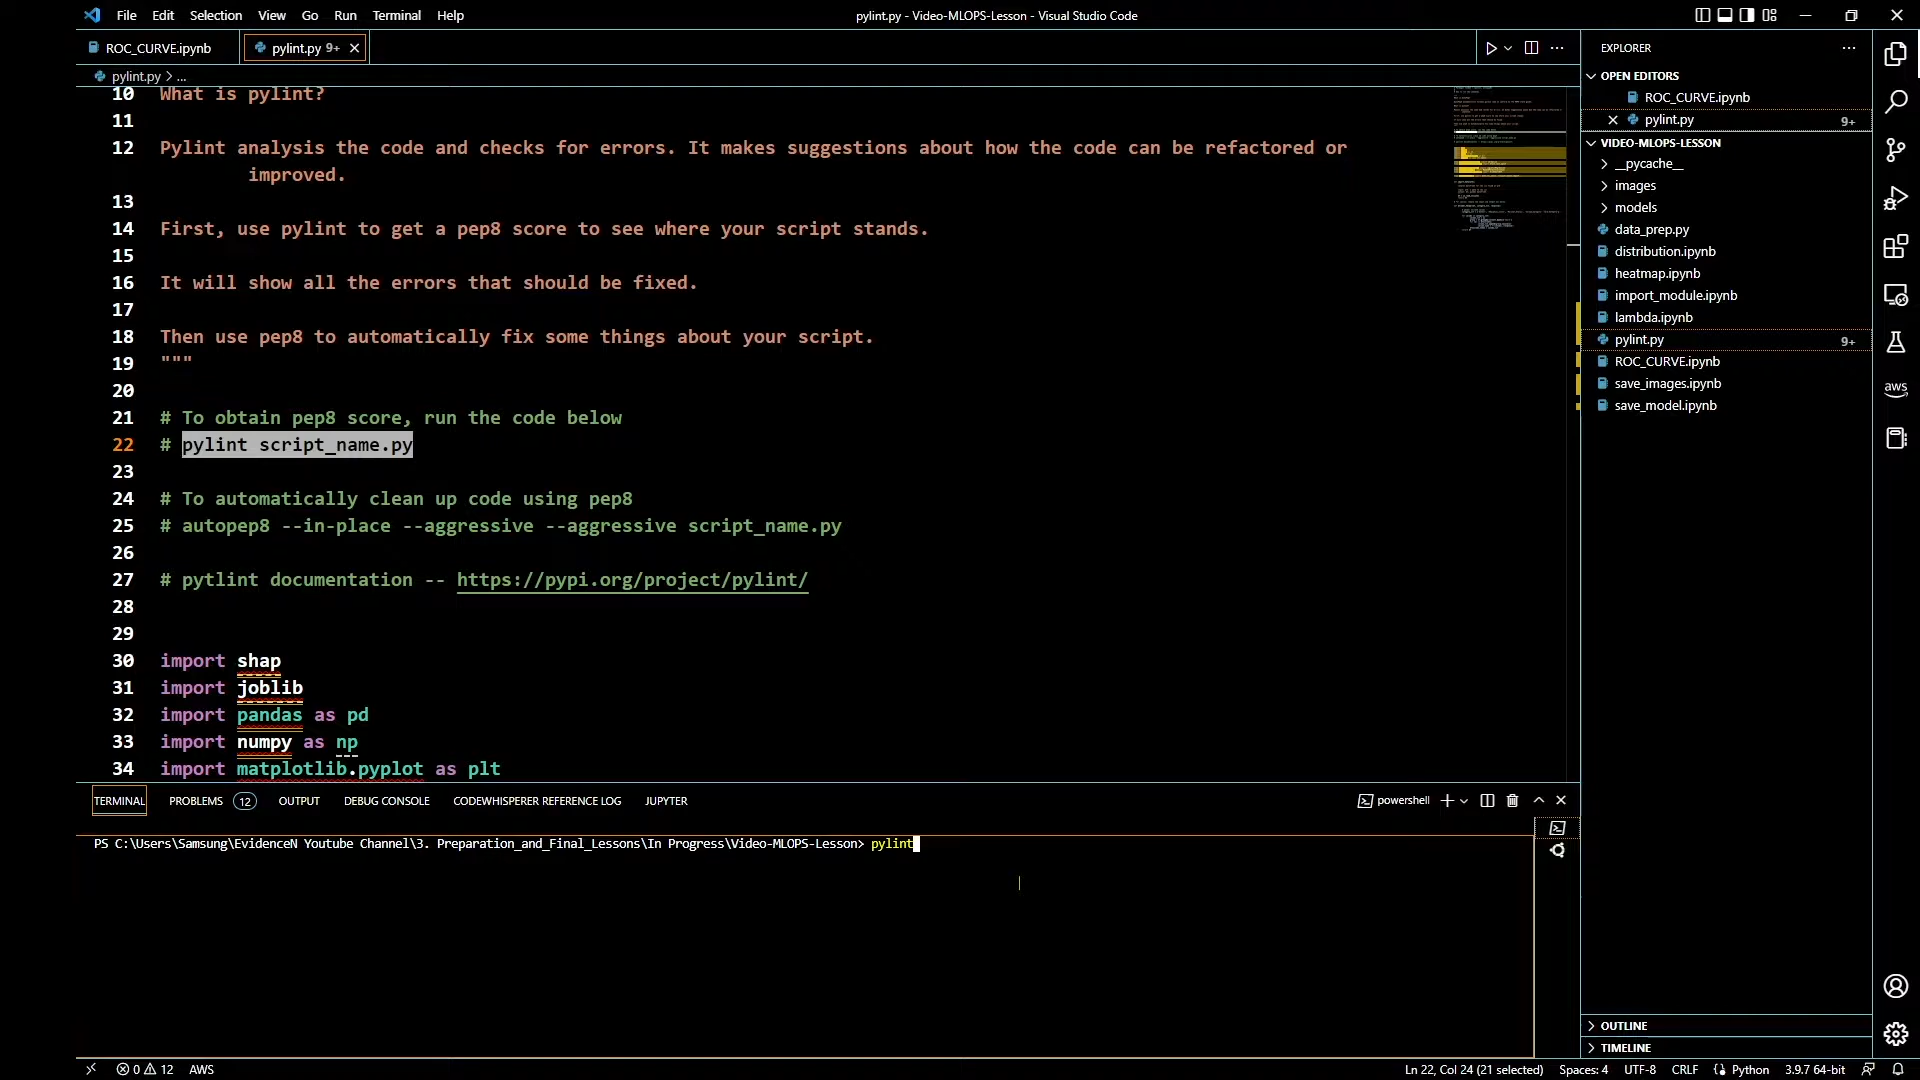 File Edit Selection View Go Run Terminal Help
pylint.py - Video-MLOPS-Lesson - Visual Studio Code
ROC_CURVE.ipynb
pylint.py 9+
pylint.py > ...
10 What is pylint?
11
12 Pylint analysis the code and checks for errors. It makes suggestions about how the code can be refactored or
improved.
13
14 First, use pylint to get a pep8 score to see where your script stands.
15
16 It will show all the errors that should be fixed.
17
18 Then use pep8 to automatically fix some things about your script.
19 """
20
21 # To obtain pep8 score, run the code below
22 # pylint script_name.py
23
24 # To automatically clean up code using pep8
25 # autopep8 --in-place --aggressive --aggressive script_name.py
26
27 # pytlint documentation -- https://pypi.org/project/pylint/
28
29
30 import shap
31 import joblib
32 import pandas as pd
33 import numpy as np
34 import matplotlib.pyplot as plt
TERMINAL PROBLEMS 12 OUTPUT DEBUG CONSOLE CODEWHISPERER REFERENCE LOG JUPYTER
powershell
PS C:\Users\Samsung\EvidenceN Youtube Channel\3. Preparation_and_Final_Lessons\In Progress\Video-MLOPS-Lesson> pylint
EXPLORER
OPEN EDITORS
ROC_CURVE.ipynb
pylint.py 9+
VIDEO-MLOPS-LESSON
__pycache__
images
models
data_prep.py
distribution.ipynb
heatmap.ipynb
import_module.ipynb
lambda.ipynb
pylint.py 9+
ROC_CURVE.ipynb
save_images.ipynb
save_model.ipynb
OUTLINE
TIMELINE
aws
0 12 AWS
Ln 22, Col 24 (21 selected) Spaces: 4 UTF-8 CRLF Python 3.9.7 64-bit